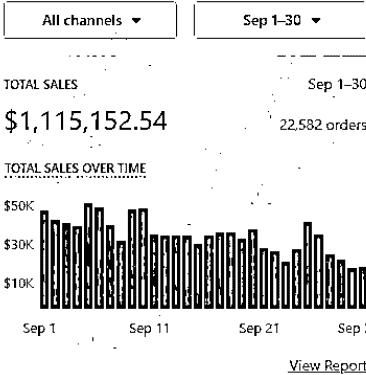 All channels
Sep 1–30
TOTAL SALES
Sep 1–30
$1,115,152.54
22,582 orders
TOTAL SALES OVER TIME
$50K
$30K
$10K
Sep 1
Sep 11
Sep 21
Sep
View Report